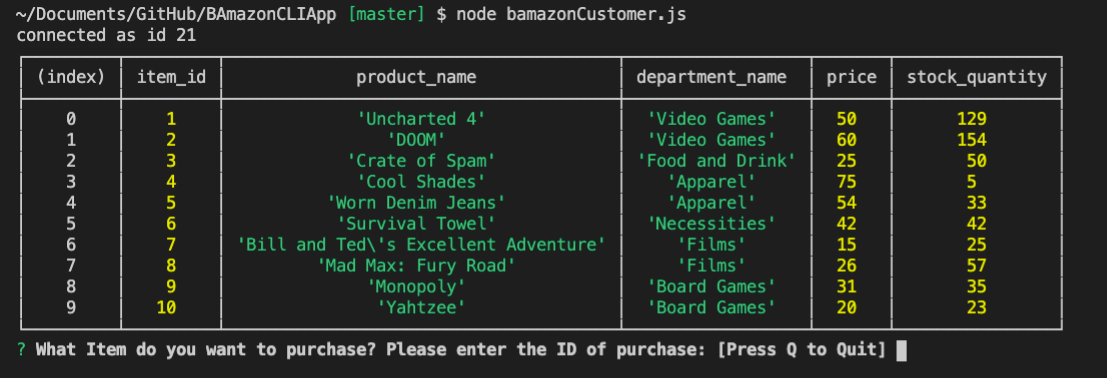 ~/Documents/GitHub/BAmazonCLIApp [master] $ node bamazonCustomer.js
connected as id 21
(index) item_id product_name department_name price stock_quantity
0 1 'Uncharted 4' 'Video Games' 50 129
1 2 'DOOM' 'Video Games' 60 154
2 3 'Crate of Spam' 'Food and Drink' 25 50
3 4 'Cool Shades' 'Apparel' 75 5
4 5 'Worn Denim Jeans' 'Apparel' 54 33
5 6 'Survival Towel' 'Necessities' 42 42
6 7 'Bill and Ted\'s Excellent Adventure' 'Films' 15 25
7 8 'Mad Max: Fury Road' 'Films' 26 57
8 9 'Monopoly' 'Board Games' 31 35
9 10 'Yahtzee' 'Board Games' 20 23
? What Item do you want to purchase? Please enter the ID of purchase: [Press Q to Quit]